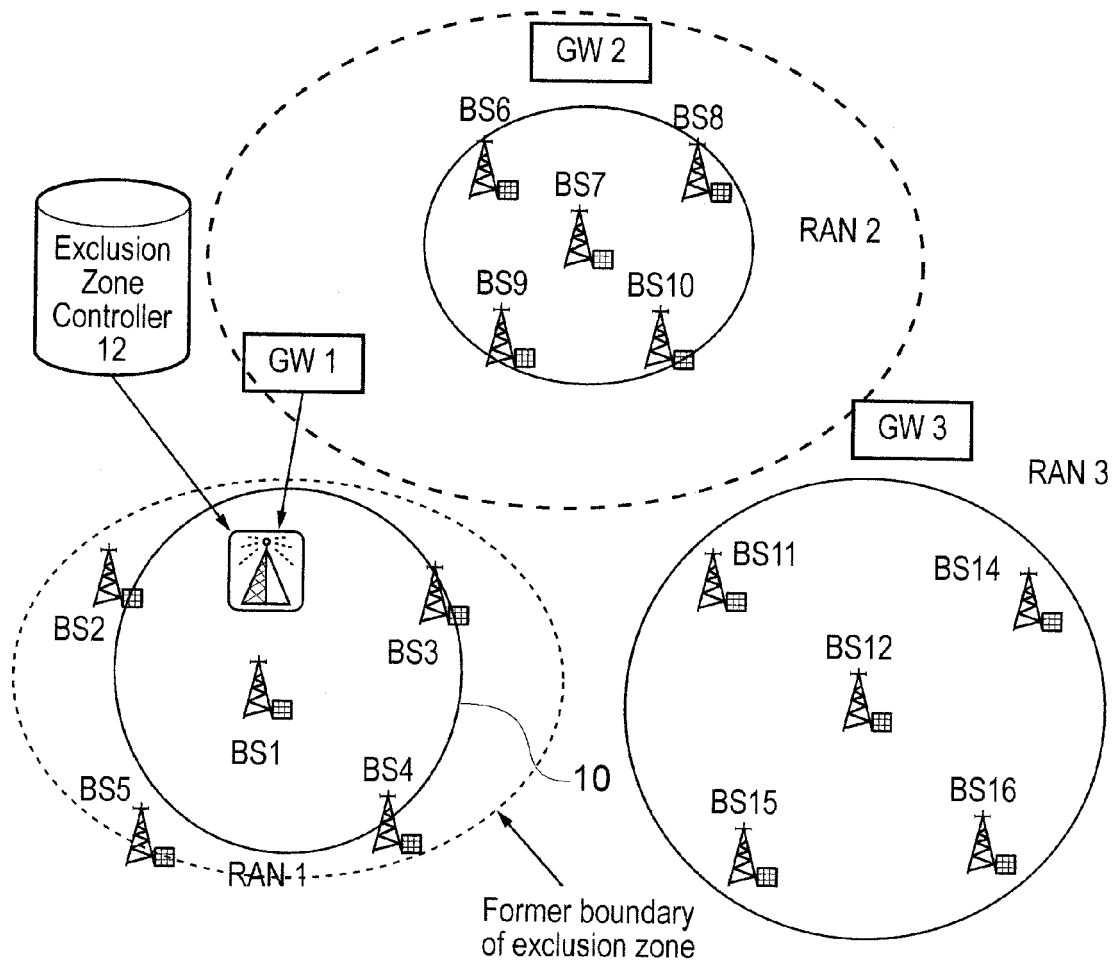 GW 2
BS6
BS8
BS7
RAN 2
Exclusion
Zone
Controller
12
BS9
BS10
GW 1
GW 3
RAN 3
BS2
BS3
BS11
BS14
BS1
BS12
10
BS5
BS4
BS15
BS16
RAN 1
Former boundary
of exclusion zone